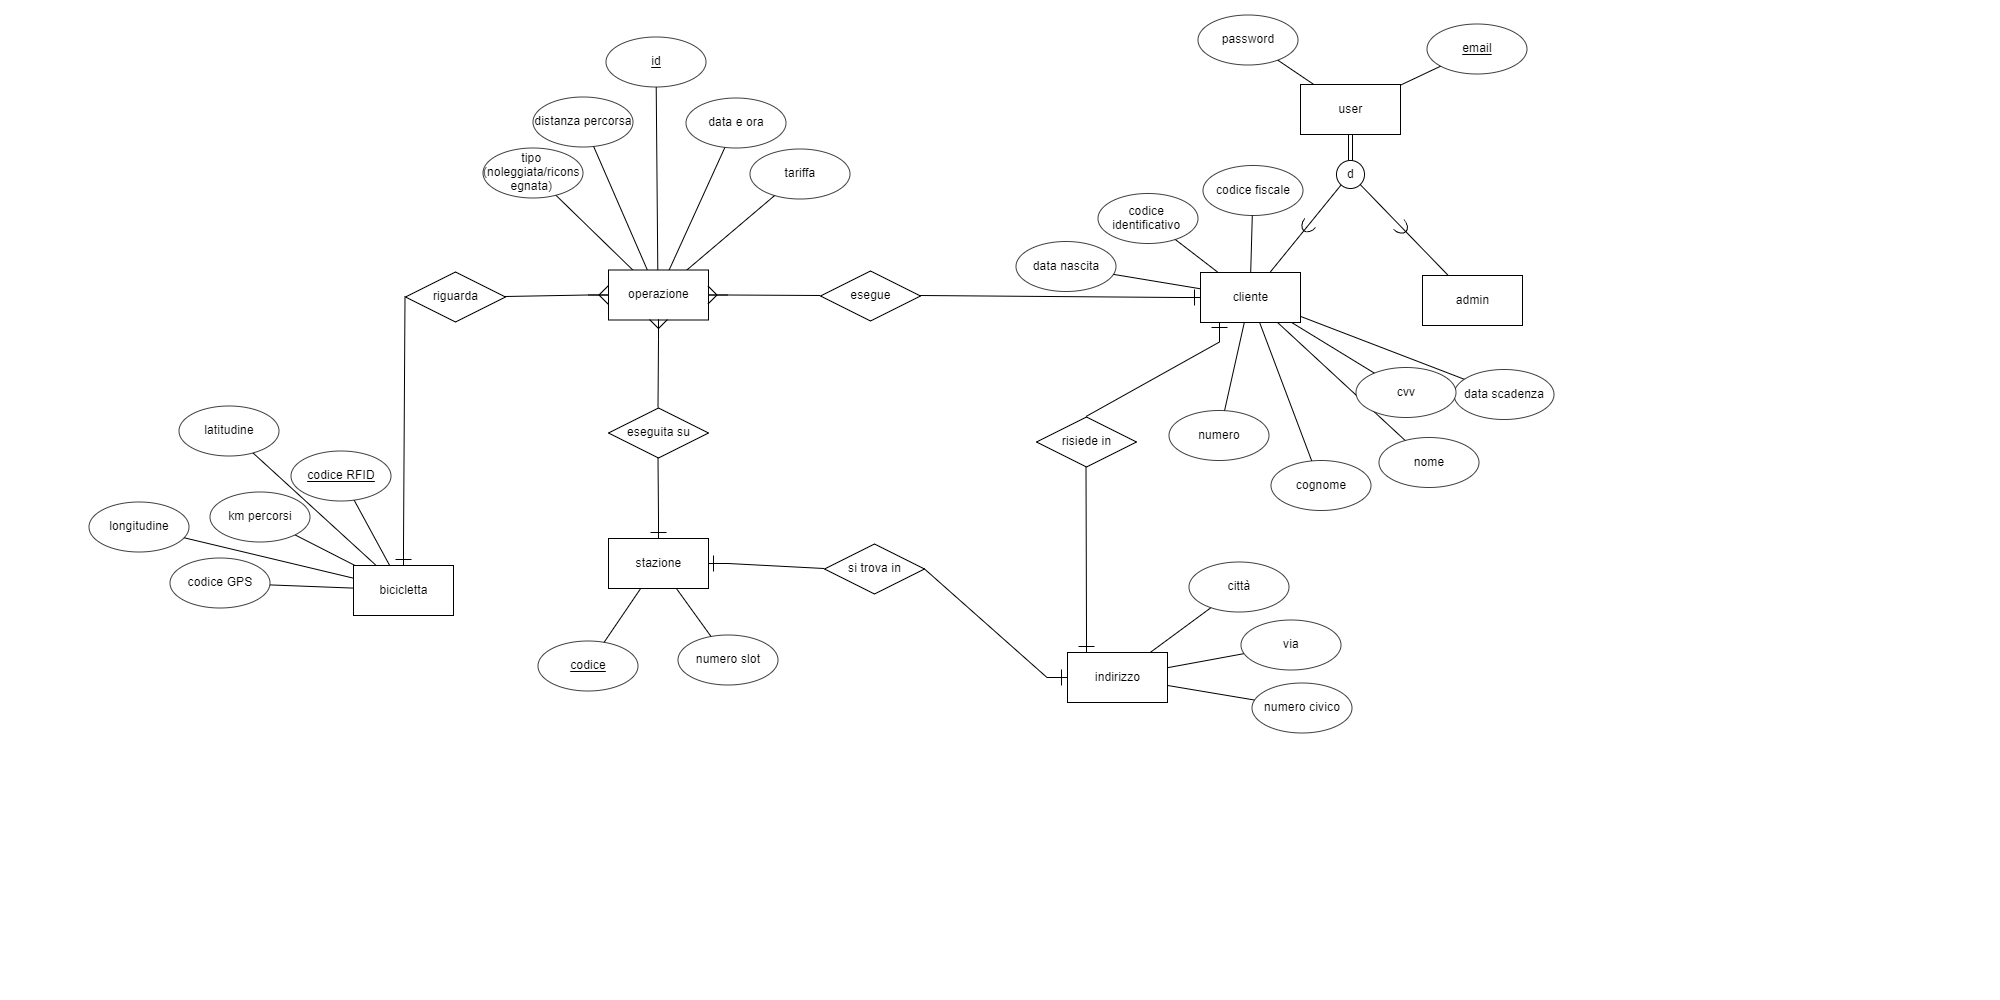 password
email
id
user
distanza percorsa
data e ora
tipo
(noleggiata/ricons
egnata)
tariffa
d
codice fiscale
codice
identificativo
data nascita
riguarda
operazione
esegue
cliente
admin
cvv
data scadenza
latitudine
eseguita su
risiede in
numero
nome
codice RFID
cognome
km percorsi
longitudine
stazione
si trova in
codice GPS
bicicletta
città
via
codice
numero slot
indirizzo
numero civico